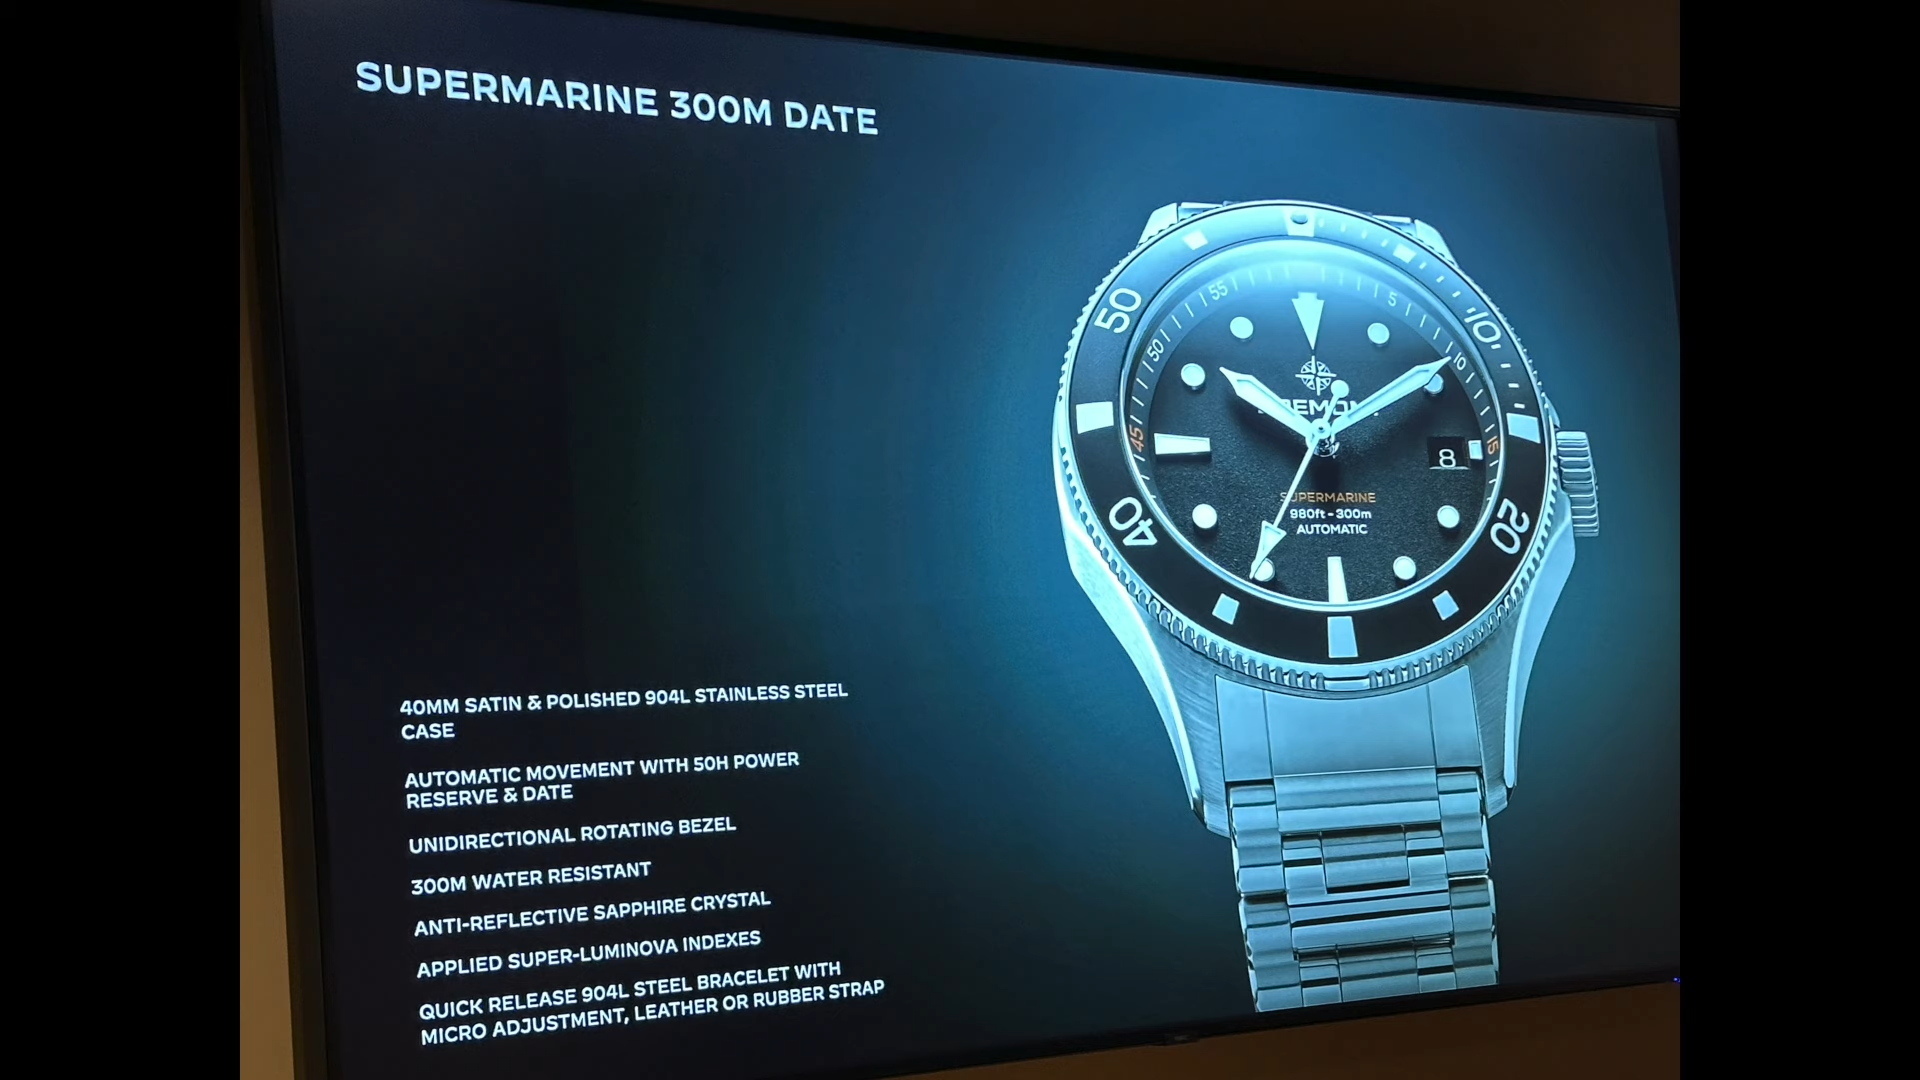 SUPERMARINE 300M DATE
50
10
40
20
55
5
50
10
45
15
8
SUPERMARINE
980ft - 300m
AUTOMATIC
40MM SATIN & POLISHED 904L STAINLESS STEEL
CASE
AUTOMATIC MOVEMENT WITH 50H POWER
RESERVE & DATE
UNIDIRECTIONAL ROTATING BEZEL
300M WATER RESISTANT
ANTI-REFLECTIVE SAPPHIRE CRYSTAL
APPLIED SUPER-LUMINOVA INDEXES
QUICK RELEASE 904L STEEL BRACELET WITH
MICRO ADJUSTMENT, LEATHER OR RUBBER STRAP